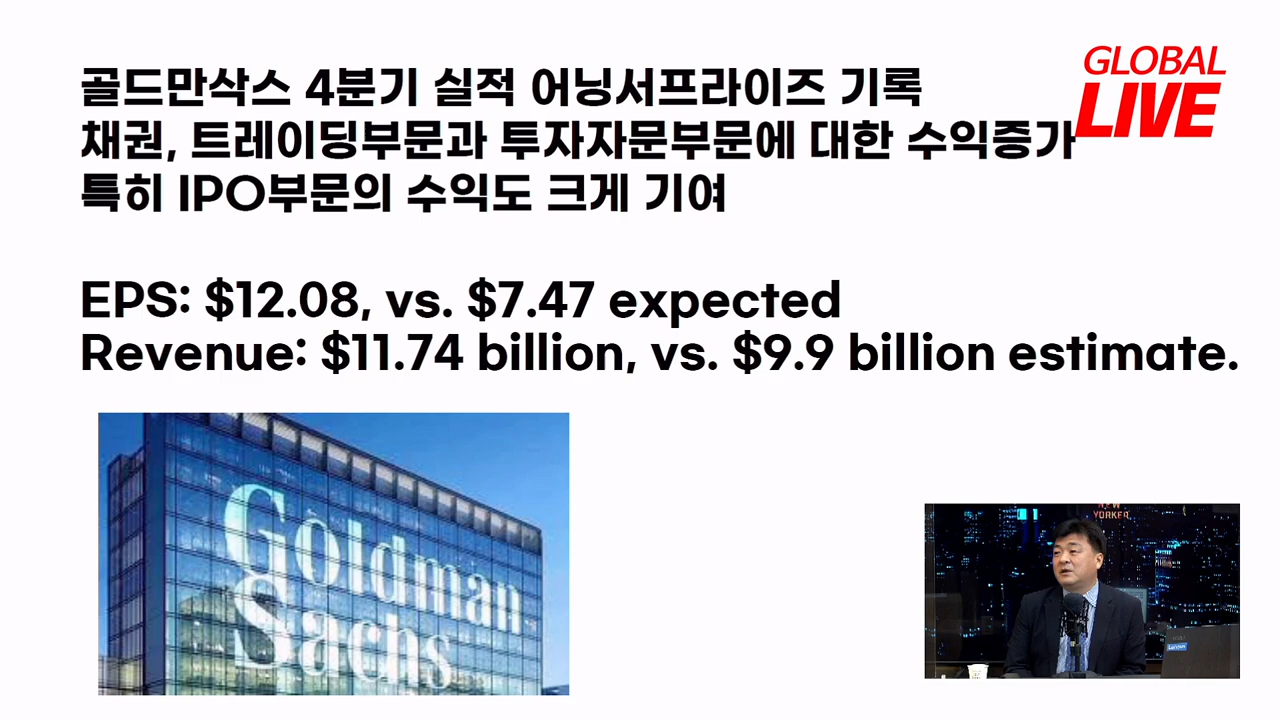 골드만삭스 4분기 실적 어닝서프라이즈 기록
채권, 트레이딩부문과 투자자문부문에 대한 수익증가
특히 IPO부문의 수익도 크게 기여
GLOBAL
LIVE
EPS: $12.08, vs. $7.47 expected
Revenue: $11.74 billion, vs. $9.9 billion estimate.
Goldman
Sachs
NEW
YORKER
Lenovo